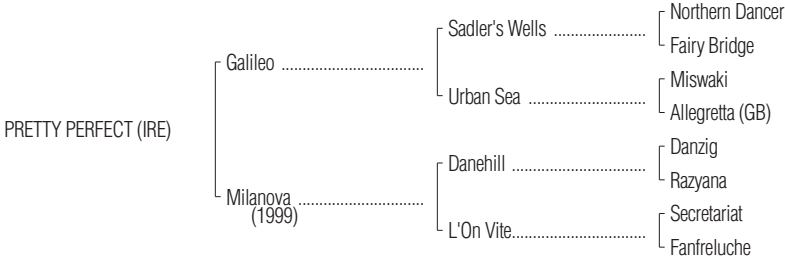 Northern Dancer
Sadler's Wells ........................
Fairy Bridge
Galileo .....................................
Miswaki
Urban Sea ...............................
Allegretta (GB)
PRETTY PERFECT (IRE)
Danzig
Danehill ...................................
Razyana
Milanova .................................
(1999)
Secretariat
L'On Vite...................................
Fanfreluche